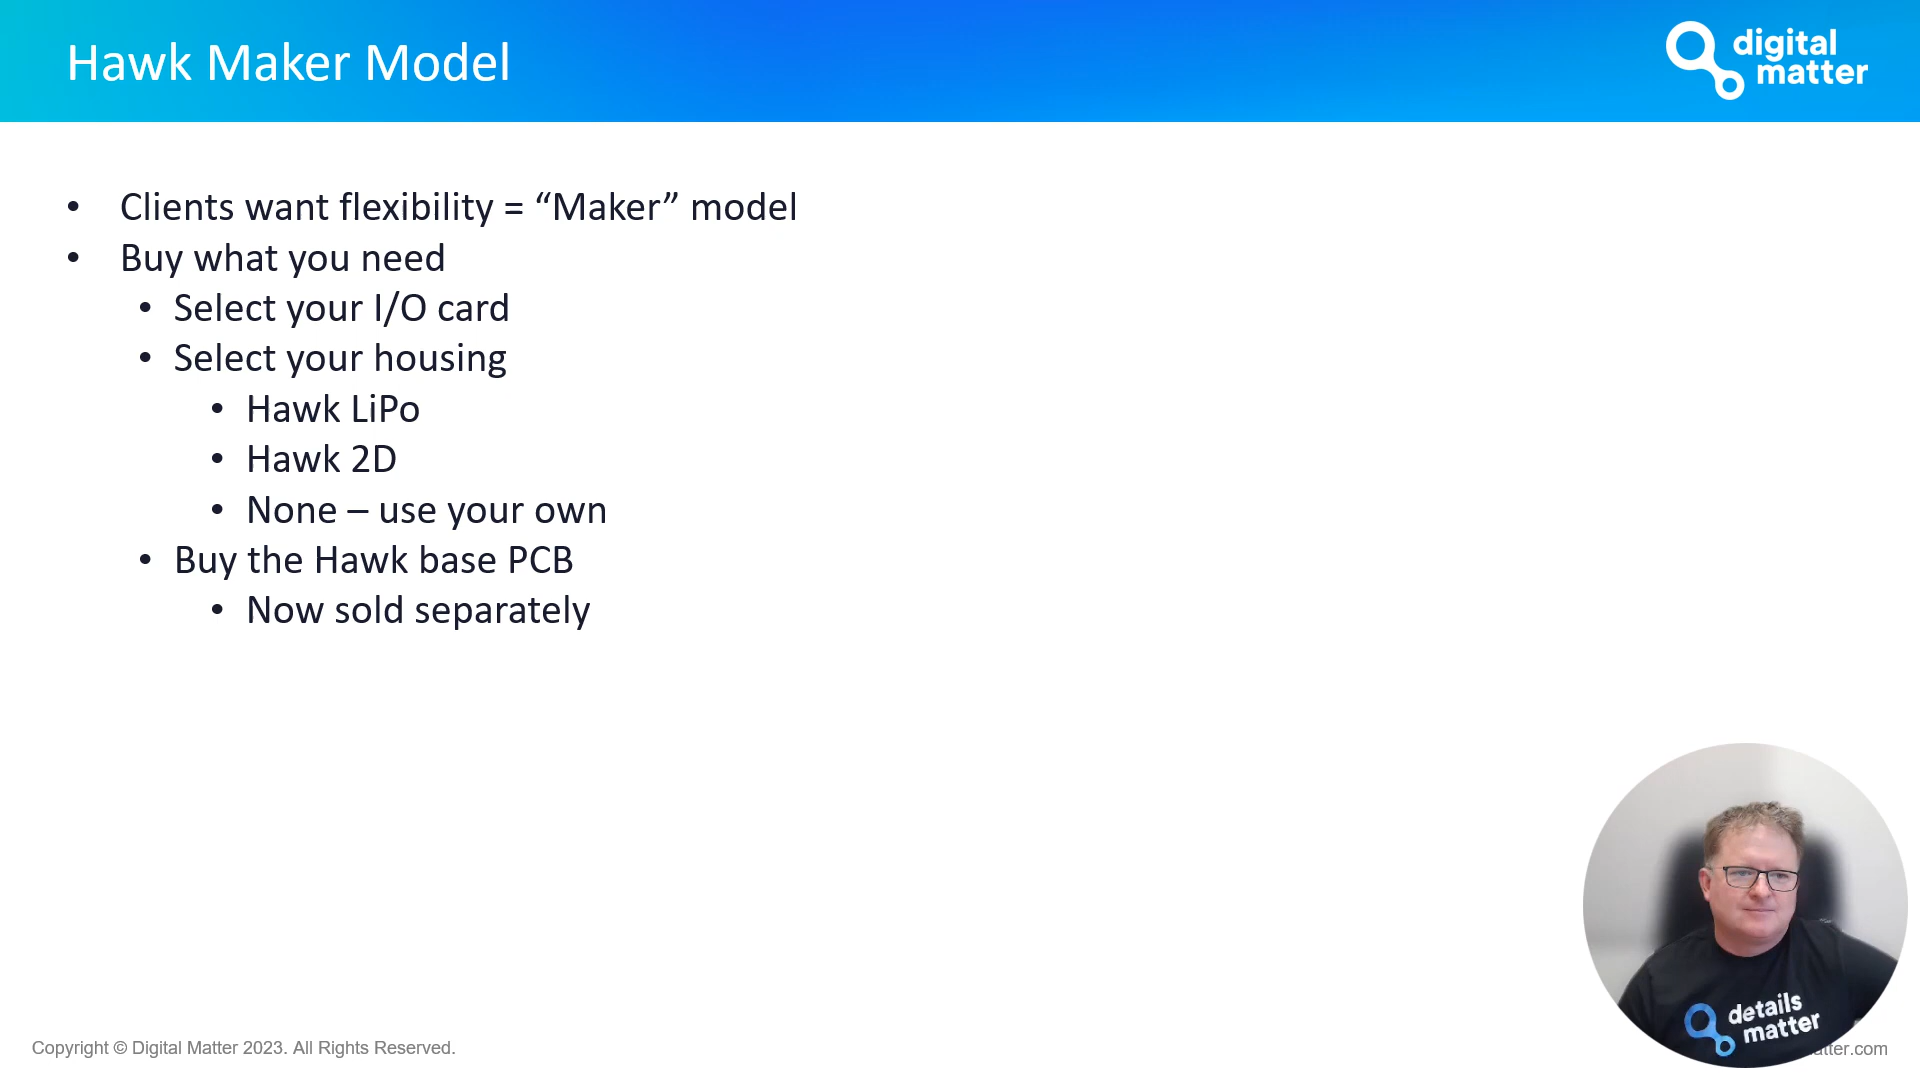 Hawk Maker Model
digital
matter
• Clients want flexibility = “Maker” model
• Buy what you need
• Select your I/O card
• Select your housing
• Hawk LiPo
• Hawk 2D
• None – use your own
• Buy the Hawk base PCB
• Now sold separately
details
matter
Copyright © Digital Matter 2023. All Rights Reserved.
atter.com